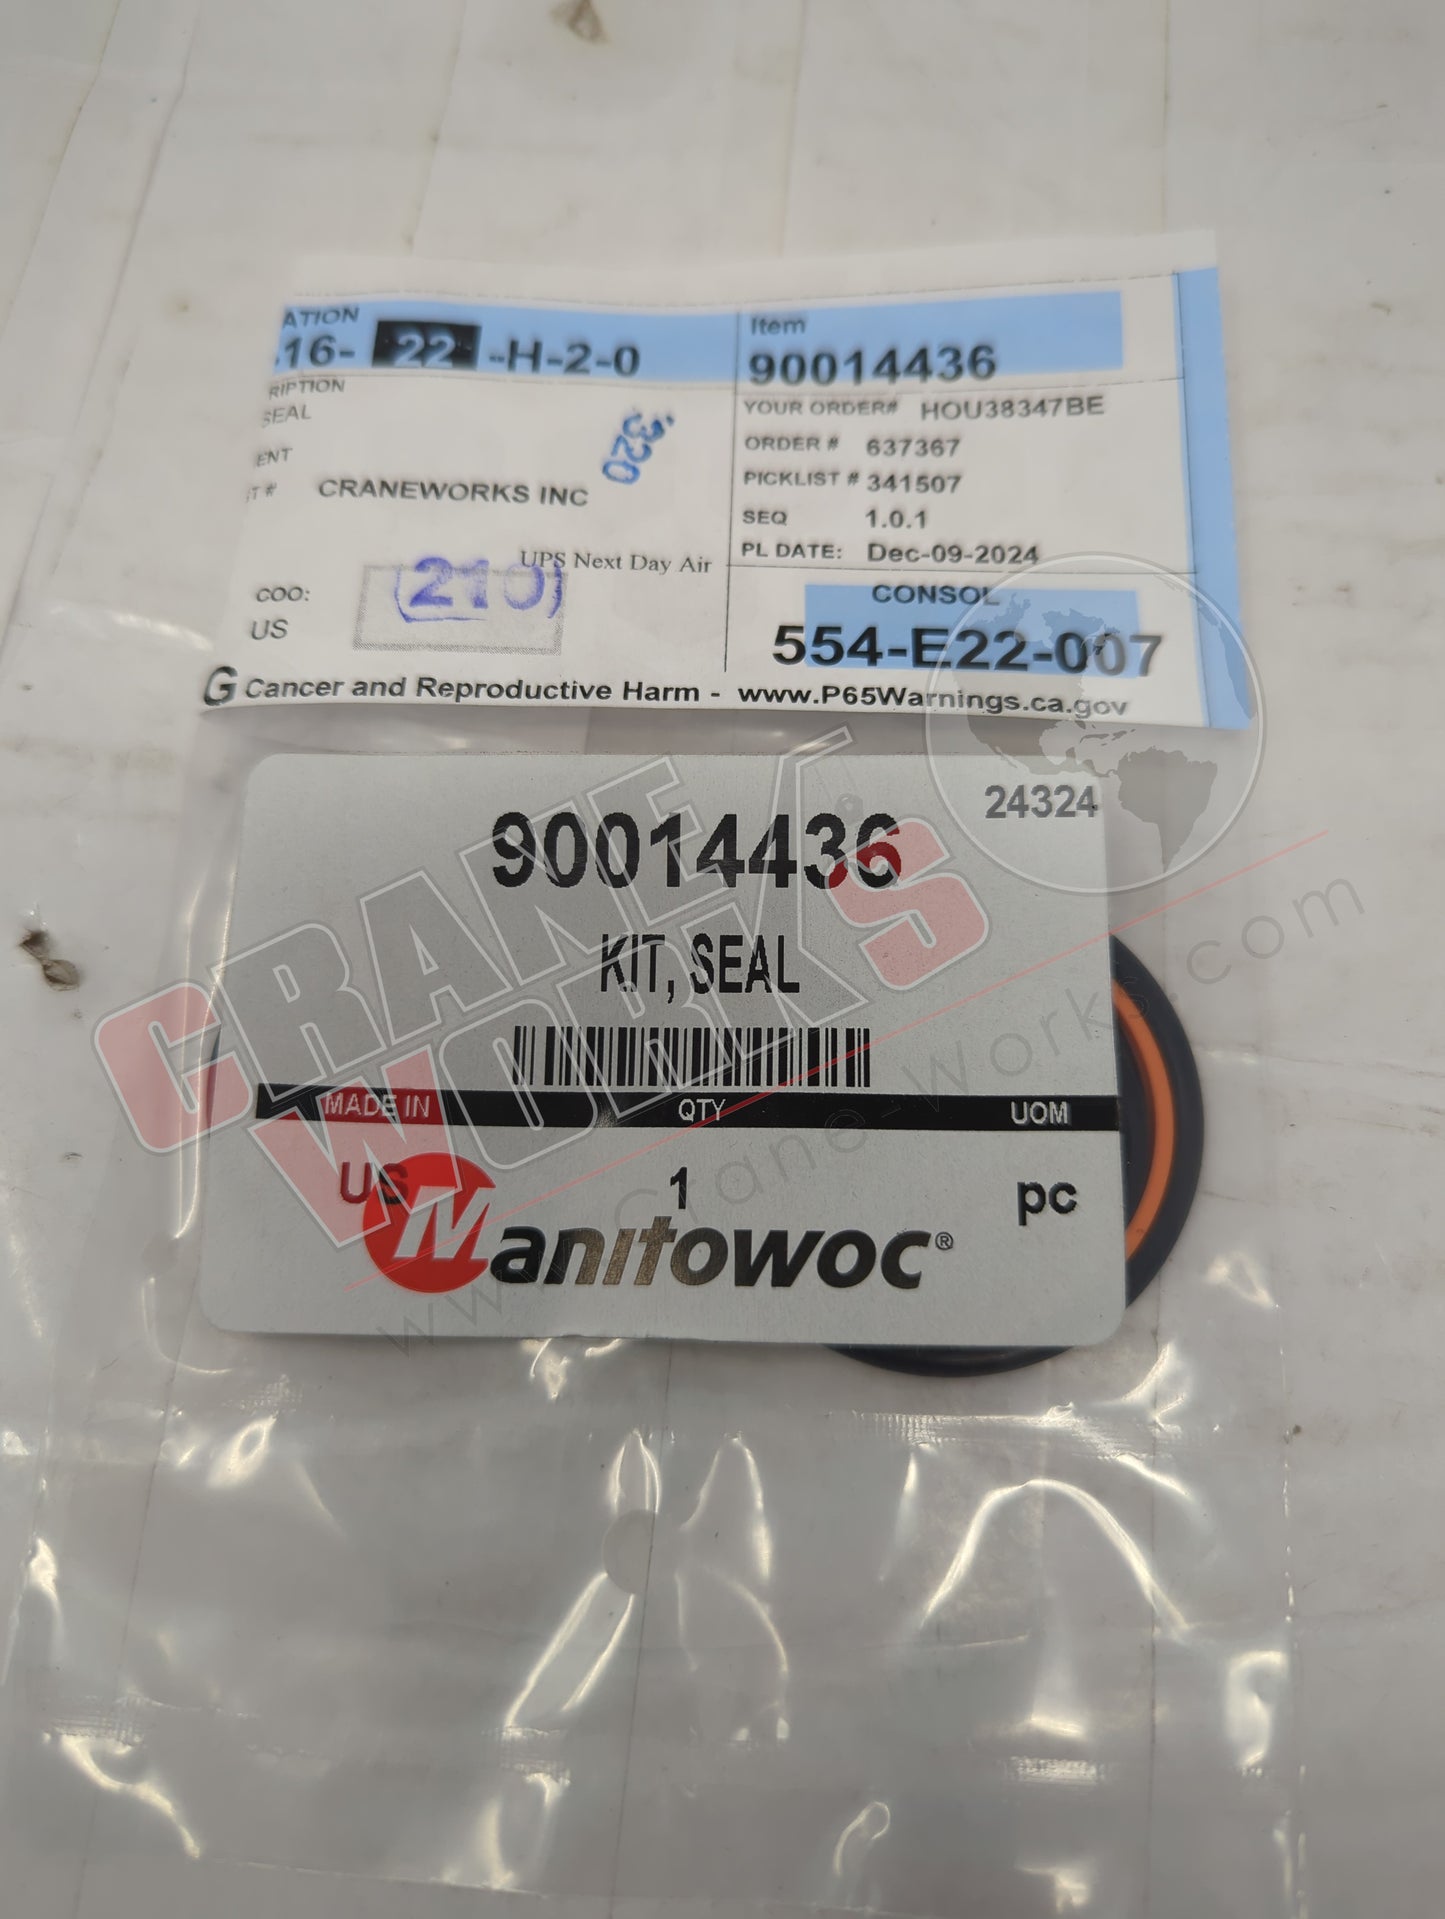 ATION
16- 22 -H-2-0
RIPTION
SEAL
ENT
T #
CRANEWORKS INC
320
UPS Next Day Air
(210)
COO:
US
Item
90014436
YOUR ORDER# HOU38347BE
ORDER # 637367
PICKLIST # 341507
SEQ 1.0.1
PL DATE: Dec-09-2024
CONSOL
554-E22-007
G Cancer and Reproductive Harm - www.P65Warnings.ca.gov
24324
90014436
KIT, SEAL
MADE IN QTY UOM
US 1 pc
Manitowoc®
CRANE
WORKS
www.Crane-Works.com